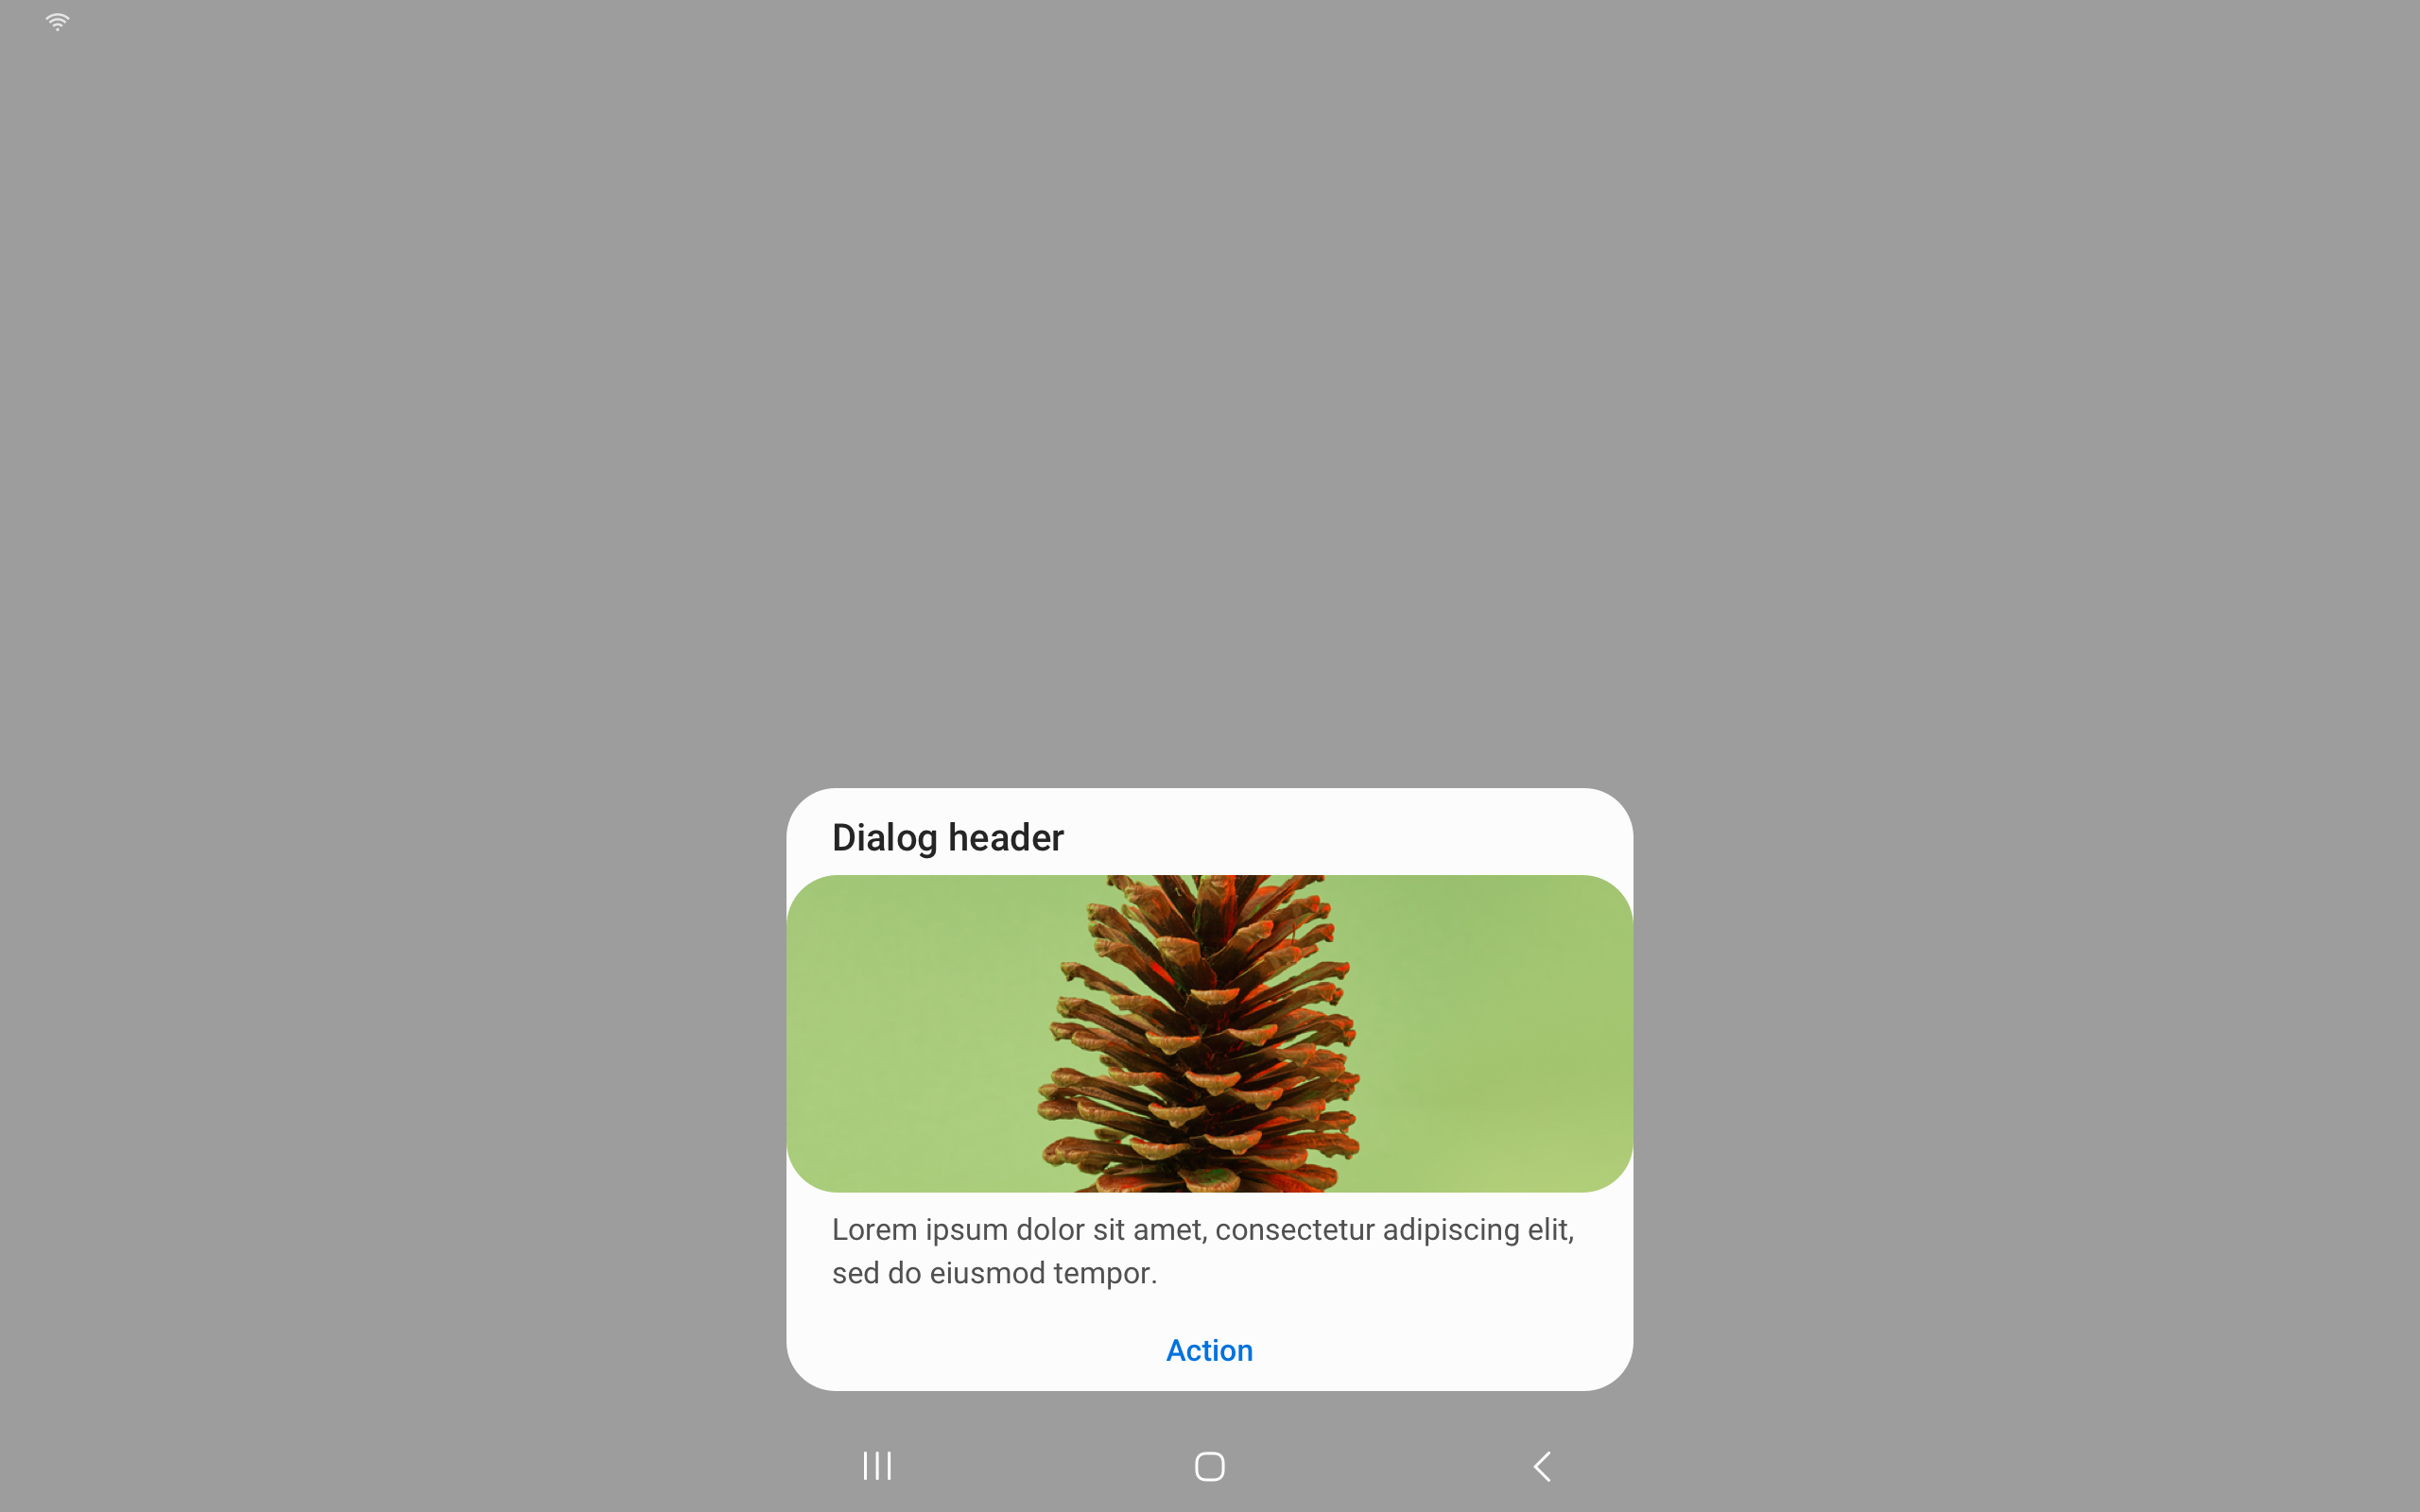 Dialog header
Lorem ipsum dolor sit amet, consectetur adipiscing elit,
sed do eiusmod tempor.
Action